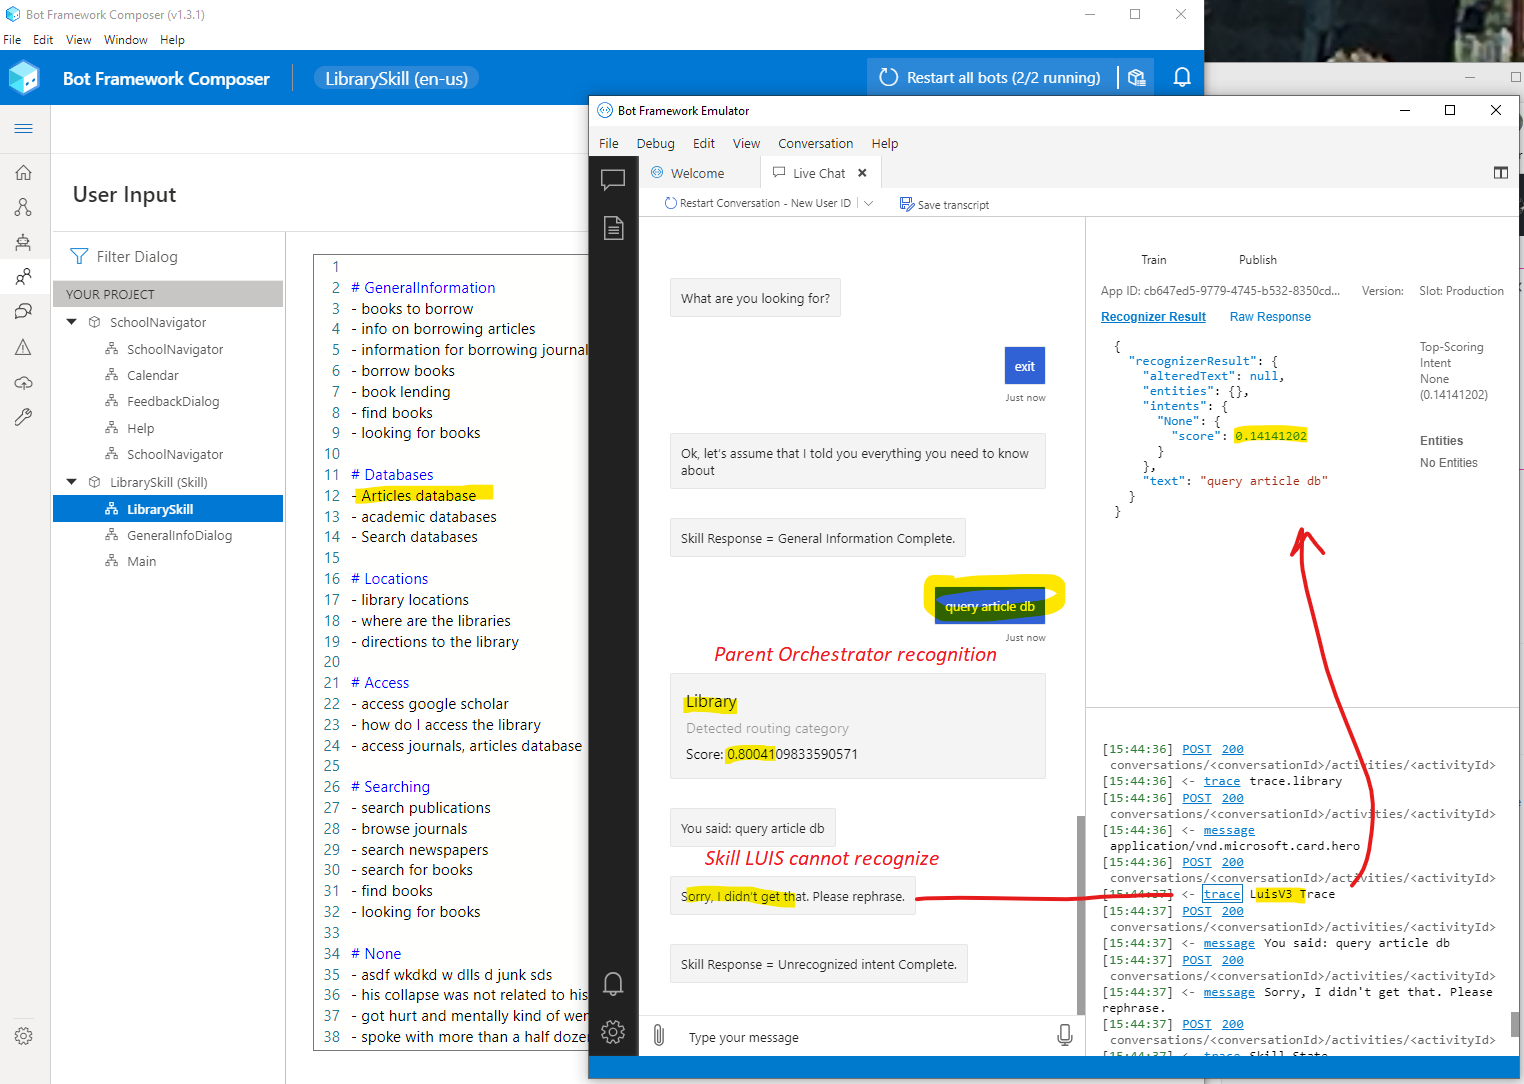 Bot Framework Composer (v1.3.1)
File Edit View Window Help
Bot Framework Composer
LibrarySkill (en-us)
Restart all bots (2/2 running)
User Input
Filter Dialog
YOUR PROJECT
SchoolNavigator
SchoolNavigator
Calendar
FeedbackDialog
Help
SchoolNavigator
LibrarySkill (Skill)
LibrarySkill
GeneralInfoDialog
Main
1
2 # GeneralInformation
3 - books to borrow
4 - info on borrowing articles
5 - information for borrowing journal
6 - borrow books
7 - book lending
8 - find books
9 - looking for books
10
11 # Databases
12 - Articles database
13 - academic databases
14 - Search databases
15
16 # Locations
17 - library locations
18 - where are the libraries
19 - directions to the library
20
21 # Access
22 - access google scholar
23 - how do I access the library
24 - access journals, articles database
25
26 # Searching
27 - search publications
28 - browse journals
29 - search newspapers
30 - search for books
31 - find books
32 - looking for books
33
34 # None
35 - asdf wkdkd w dlls d junk sds
36 - his collapse was not related to his
37 - got hurt and mentally kind of wer
38 - spoke with more than a half dozer
Bot Framework Emulator
File Debug Edit View Conversation Help
Welcome
Live Chat
Restart Conversation - New User ID
Save transcript
What are you looking for?
exit
Just now
Ok, let's assume that I told you everything you need to know
about
Skill Response = General Information Complete.
query article db
Just now
Parent Orchestrator recognition
Library
Detected routing category
Score: 0.8004109833590571
You said: query article db
Skill LUIS cannot recognize
Sorry, I didn't get that. Please rephrase.
Skill Response = Unrecognized intent Complete.
Type your message
Train Publish
App ID: cb647ed5-9779-4745-b532-8350cd... Version: Slot: Production
Recognizer Result Raw Response
{
"recognizerResult": {
"alteredText": null,
"entities": {},
"intents": {
"None": {
"score": 0.14141202
}
},
"text": "query article db"
}
}
Top-Scoring
Intent
None
(0.14141202)
Entities
No Entities
[15:44:36] POST 200
conversations/<conversationId>/activities/<activityId>
[15:44:36] <- trace trace.library
[15:44:36] POST 200
conversations/<conversationId>/activities/<activityId>
[15:44:36] <- message
application/vnd.microsoft.card.hero
[15:44:36] POST 200
conversations/<conversationId>/activities/<activityId>
[15:44:37] <- trace LuisV3 Trace
[15:44:37] POST 200
conversations/<conversationId>/activities/<activityId>
[15:44:37] <- message You said: query article db
[15:44:37] POST 200
conversations/<conversationId>/activities/<activityId>
[15:44:37] <- message Sorry, I didn't get that. Please
rephrase.
[15:44:37] POST 200
conversations/<conversationId>/activities/<activityId>
[15:44:37] <- trace Skill State